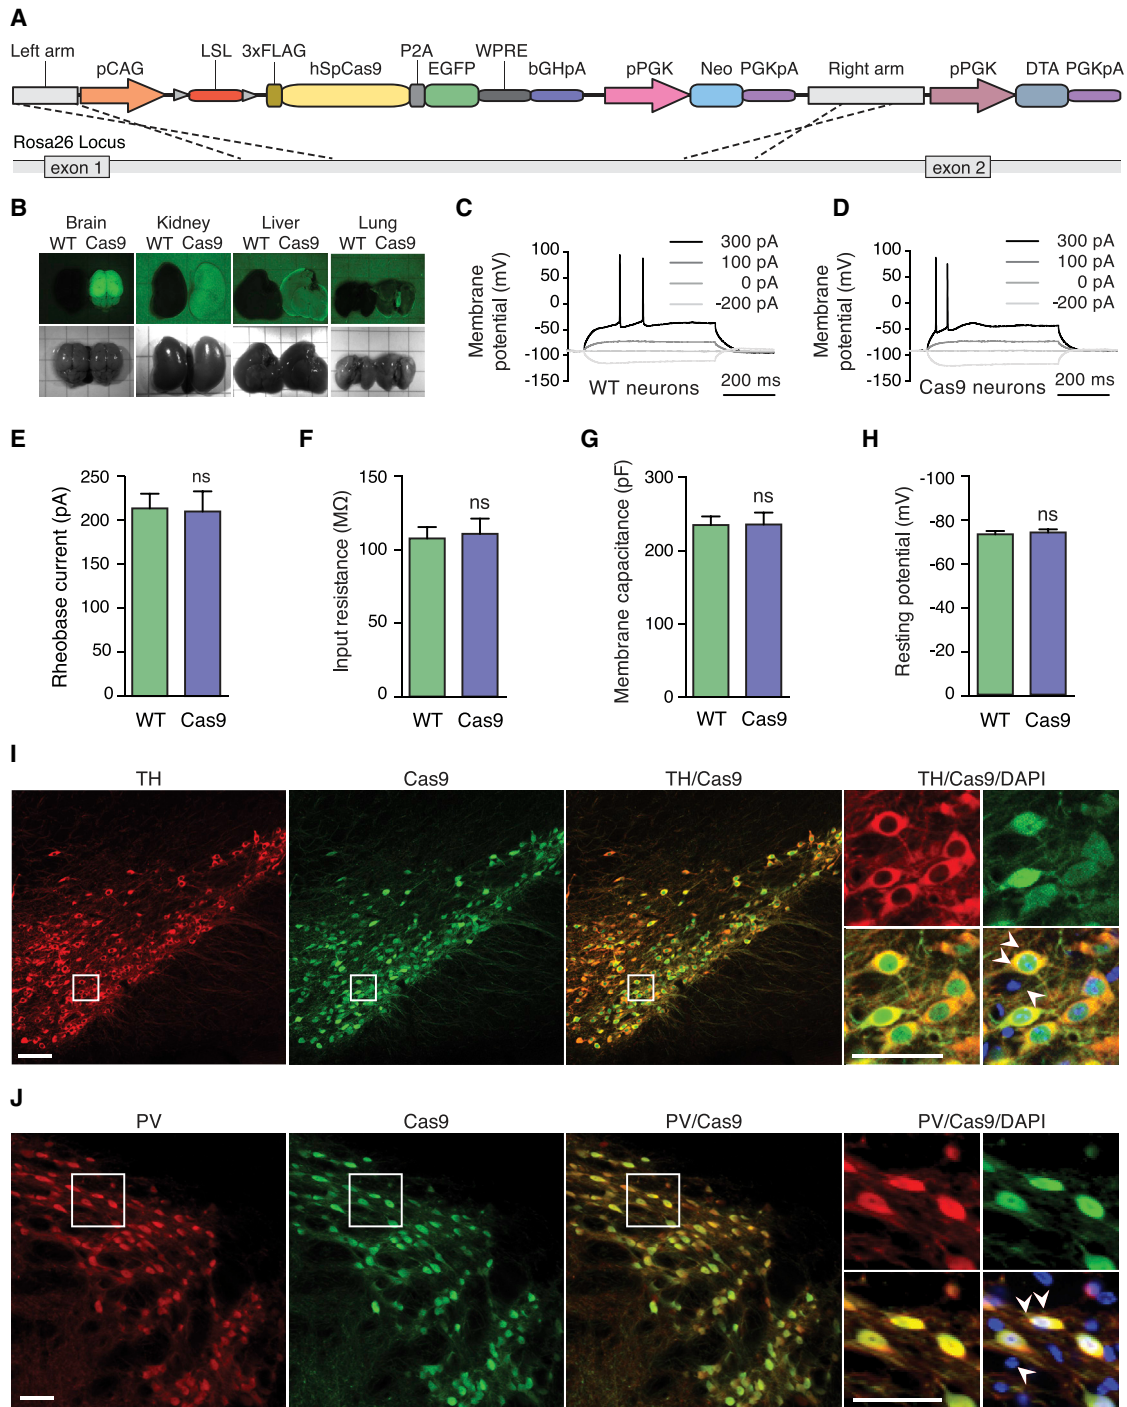 A
Left arm LSL 3xFLAG P2A WPRE
pCAG hSpCas9 EGFP bGHpA pPGK Neo PGKpA Right arm pPGK DTA PGKpA
Rosa26 Locus
exon 1 exon 2
B
Brain Kidney Liver Lung
WT Cas9 WT Cas9 WT Cas9 WT Cas9
C
Membrane potential (mV)
100
50
0
-50
-100
-150
300 pA
100 pA
0 pA
-200 pA
WT neurons
200 ms
D
Membrane potential (mV)
100
50
0
-50
-100
-150
300 pA
100 pA
0 pA
-200 pA
Cas9 neurons
200 ms
E
Rheobase current (pA)
250
200
150
100
50
0
ns
WT Cas9
F
Input resistance (MΩ)
150
100
50
0
ns
WT Cas9
G
Membrane capacitance (pF)
300
200
100
0
ns
WT Cas9
H
Resting potential (mV)
-100
-80
-60
-40
-20
0
ns
WT Cas9
I
TH Cas9 TH/Cas9 TH/Cas9/DAPI
J
PV Cas9 PV/Cas9 PV/Cas9/DAPI